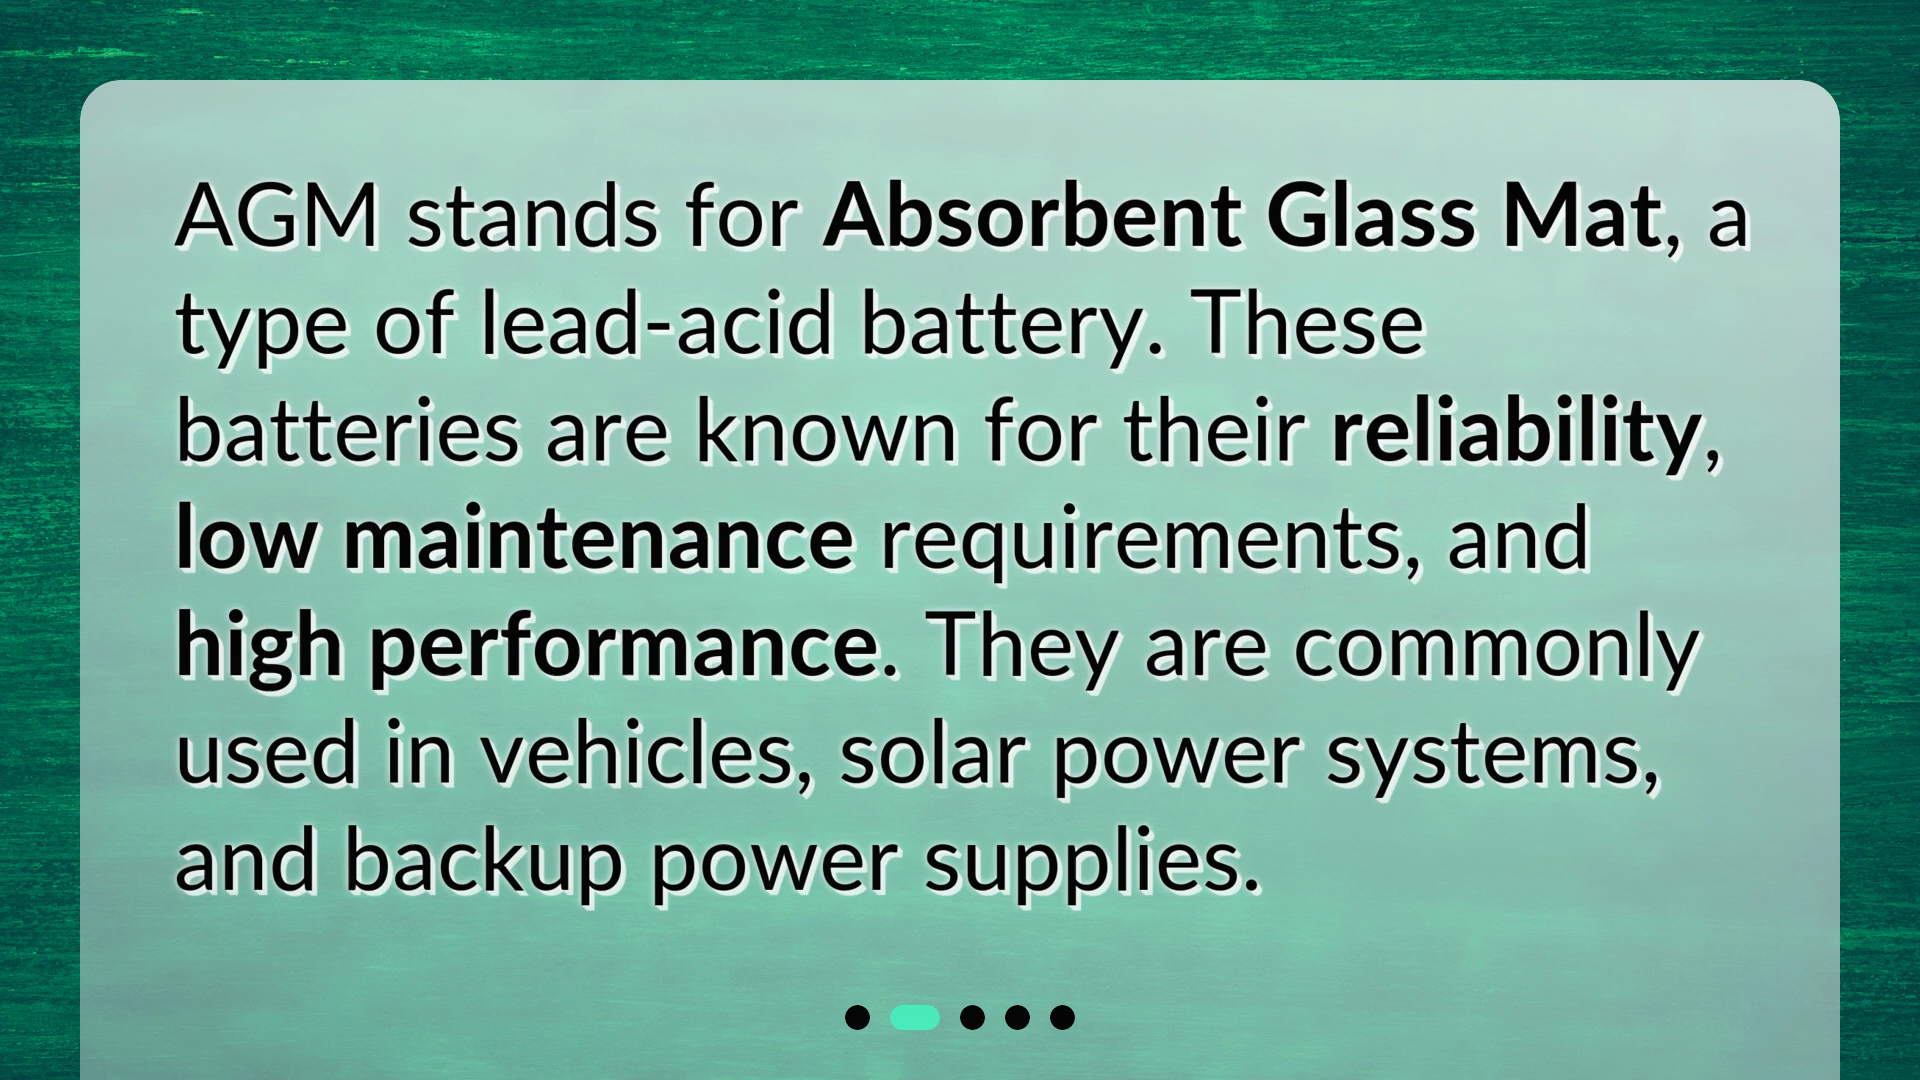 AGM stands for Absorbent Glass Mat, a
type of lead-acid battery. These
batteries are known for their reliability,
low maintenance requirements, and
high performance. They are commonly
used in vehicles, solar power systems,
and backup power supplies.